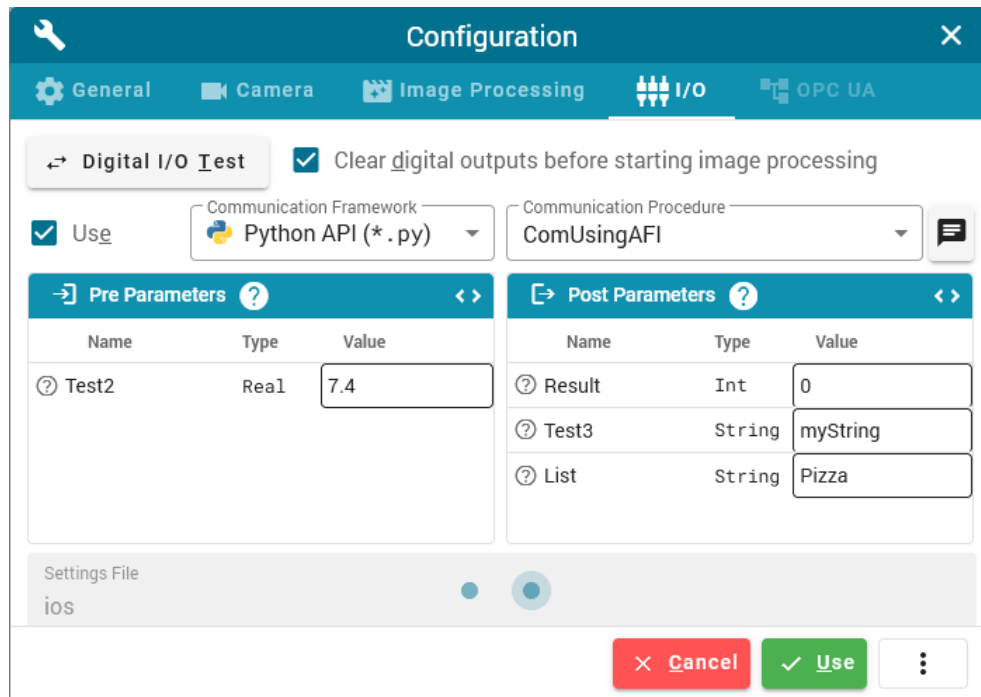 Configuration
General Camera Image Processing I/O OPC UA
Digital I/O Test Clear digital outputs before starting image processing
Communication Framework Communication Procedure
Use Python API (*.py) ComUsingAFI
Pre Parameters ? < > Post Parameters ? < >
Name Type Value Name Type Value
? Test2 Real 7.4 ? Result Int 0
? Test3 String myString
? List String Pizza
Settings File
ios
Cancel Use